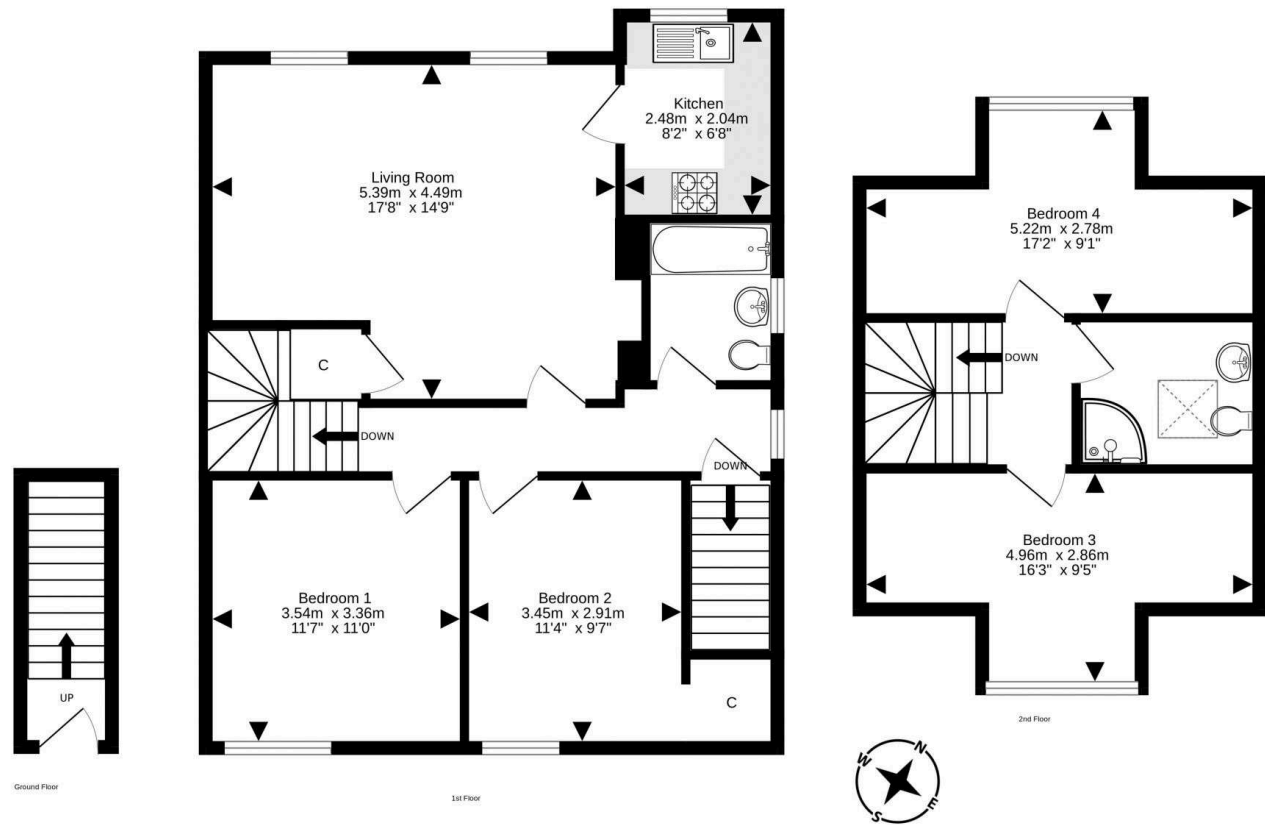 UP
Ground Floor
Living Room
5.39m x 4.49m
17'8" x 14'9"
Kitchen
2.48m x 2.04m
8'2" x 6'8"
C
DOWN
DOWN
Bedroom 1
3.54m x 3.36m
11'7" x 11'0"
Bedroom 2
3.45m x 2.91m
11'4" x 9'7"
C
1st Floor
Bedroom 4
5.22m x 2.78m
17'2" x 9'1"
DOWN
Bedroom 3
4.96m x 2.86m
16'3" x 9'5"
2nd Floor
N
W
E
S